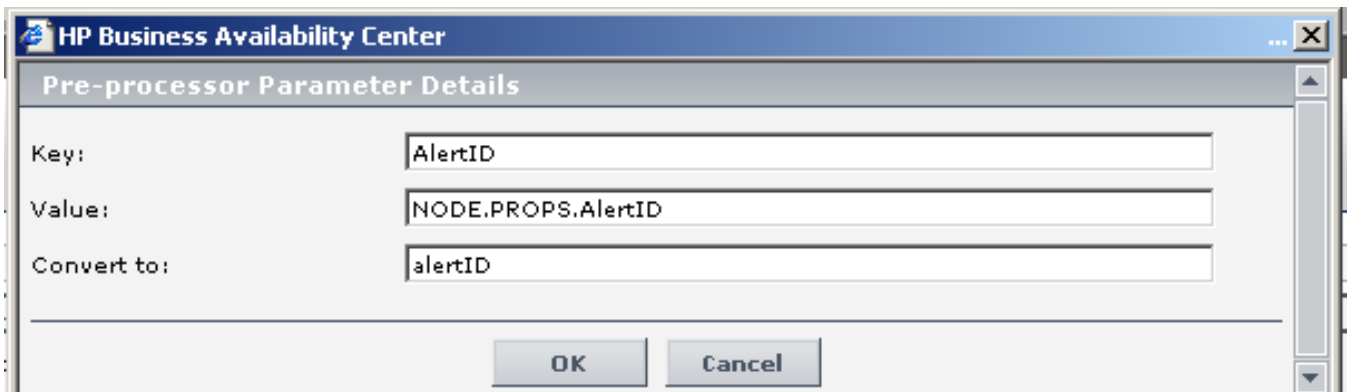 HP Business Availability Center ...
Pre-processor Parameter Details
Key: AlertID
Value: NODE.PROPS.AlertID
Convert to: alertID
OK Cancel